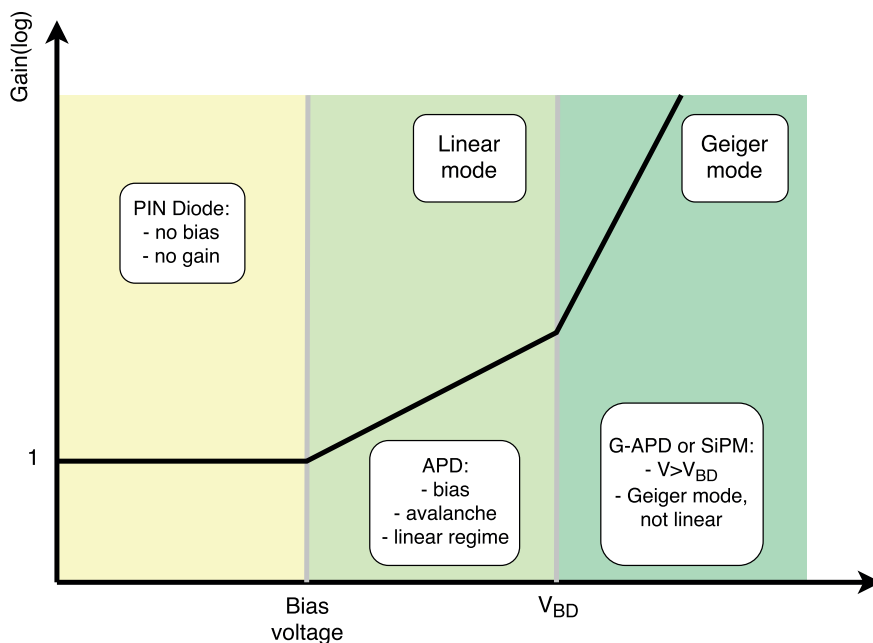 Gain(log)
Linear
mode
Geiger
mode
PIN Diode:
- no bias
- no gain
1
APD:
- bias
- avalanche
- linear regime
G-APD or SiPM:
- V>VBD
- Geiger mode,
not linear
Bias
voltage
VBD